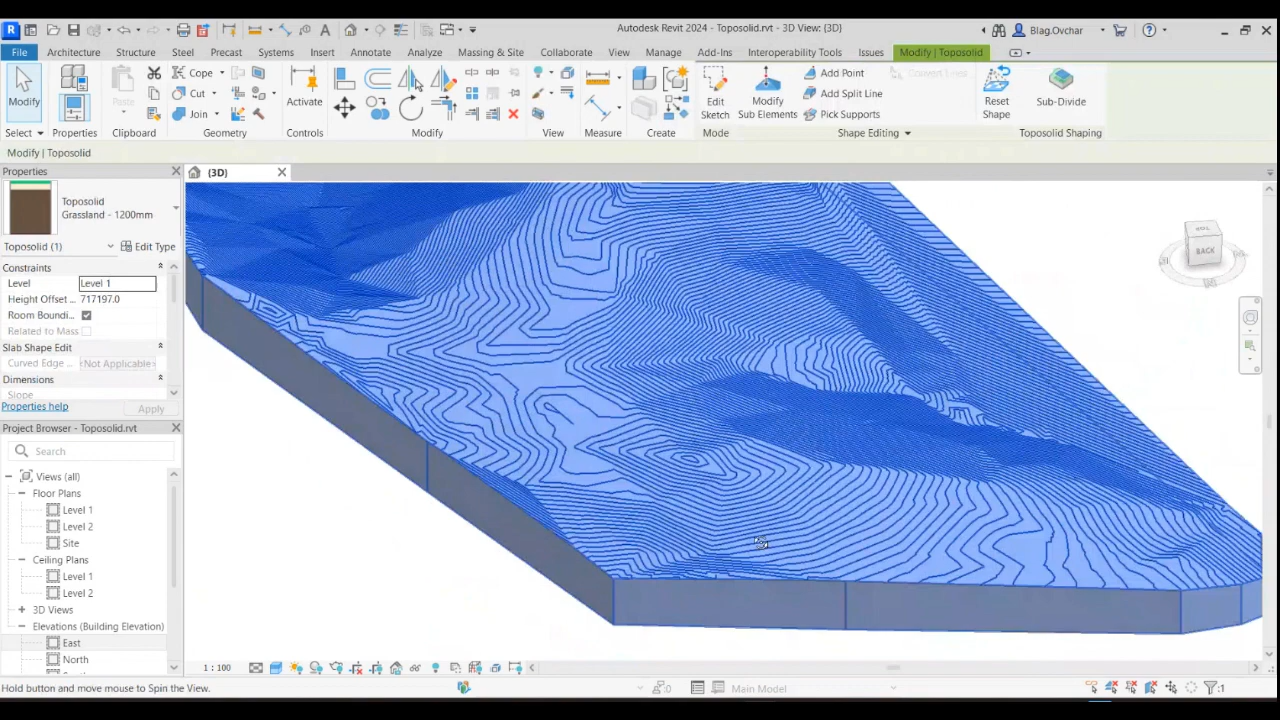 Autodesk Revit 2024 - Toposolid.rvt - 3D View: {3D}
Blag.Ovchar
File Architecture Structure Steel Precast Systems Insert Annotate Analyze Massing & Site Collaborate View Manage Add-Ins Interoperability Tools Issues Modify | Toposolid
Modify
Paste
Cope
Cut
Join
Activate
Edit Sketch
Modify Sub Elements
Add Point
Add Split Line
Pick Supports
Convert Lines
Reset Shape
Sub-Divide
Select Properties Clipboard Geometry Controls Modify View Measure Create Mode Shape Editing Toposolid Shaping
Modify | Toposolid
Properties
{3D}
Toposolid
Grassland - 1200mm
Toposolid (1) Edit Type
Constraints
Level Level 1
Height Offset ... 717197.0
Room Boundi...
Related to Mass
Slab Shape Edit
Curved Edge ... <Not Applicable>
Dimensions
Slope
Properties help Apply
Project Browser - Toposolid.rvt
Search
Views (all)
Floor Plans
Level 1
Level 2
Site
Ceiling Plans
Level 1
Level 2
3D Views
Elevations (Building Elevation)
East
North
BACK
1 : 100
Hold button and move mouse to Spin the View.
:0
Main Model
:1